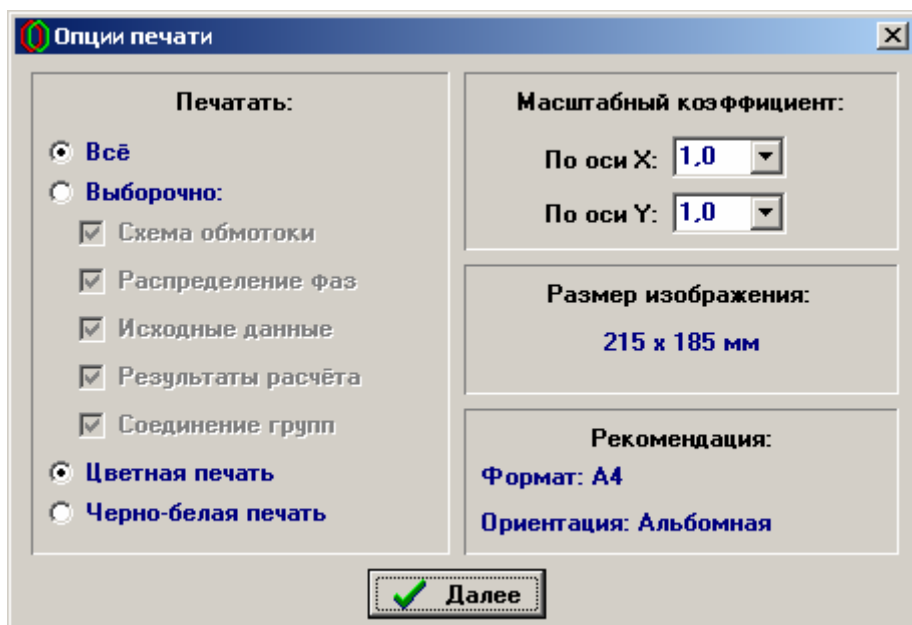 Опции печати
Печатать:
Всё
Выборочно:
Схема обмотоки
Распределение фаз
Исходные данные
Результаты расчёта
Соединение групп
Цветная печать
Черно-белая печать
Масштабный коэффициент:
По оси X: 1,0
По оси Y: 1,0
Размер изображения:
215 x 185 мм
Рекомендация:
Формат: А4
Ориентация: Альбомная
Далее